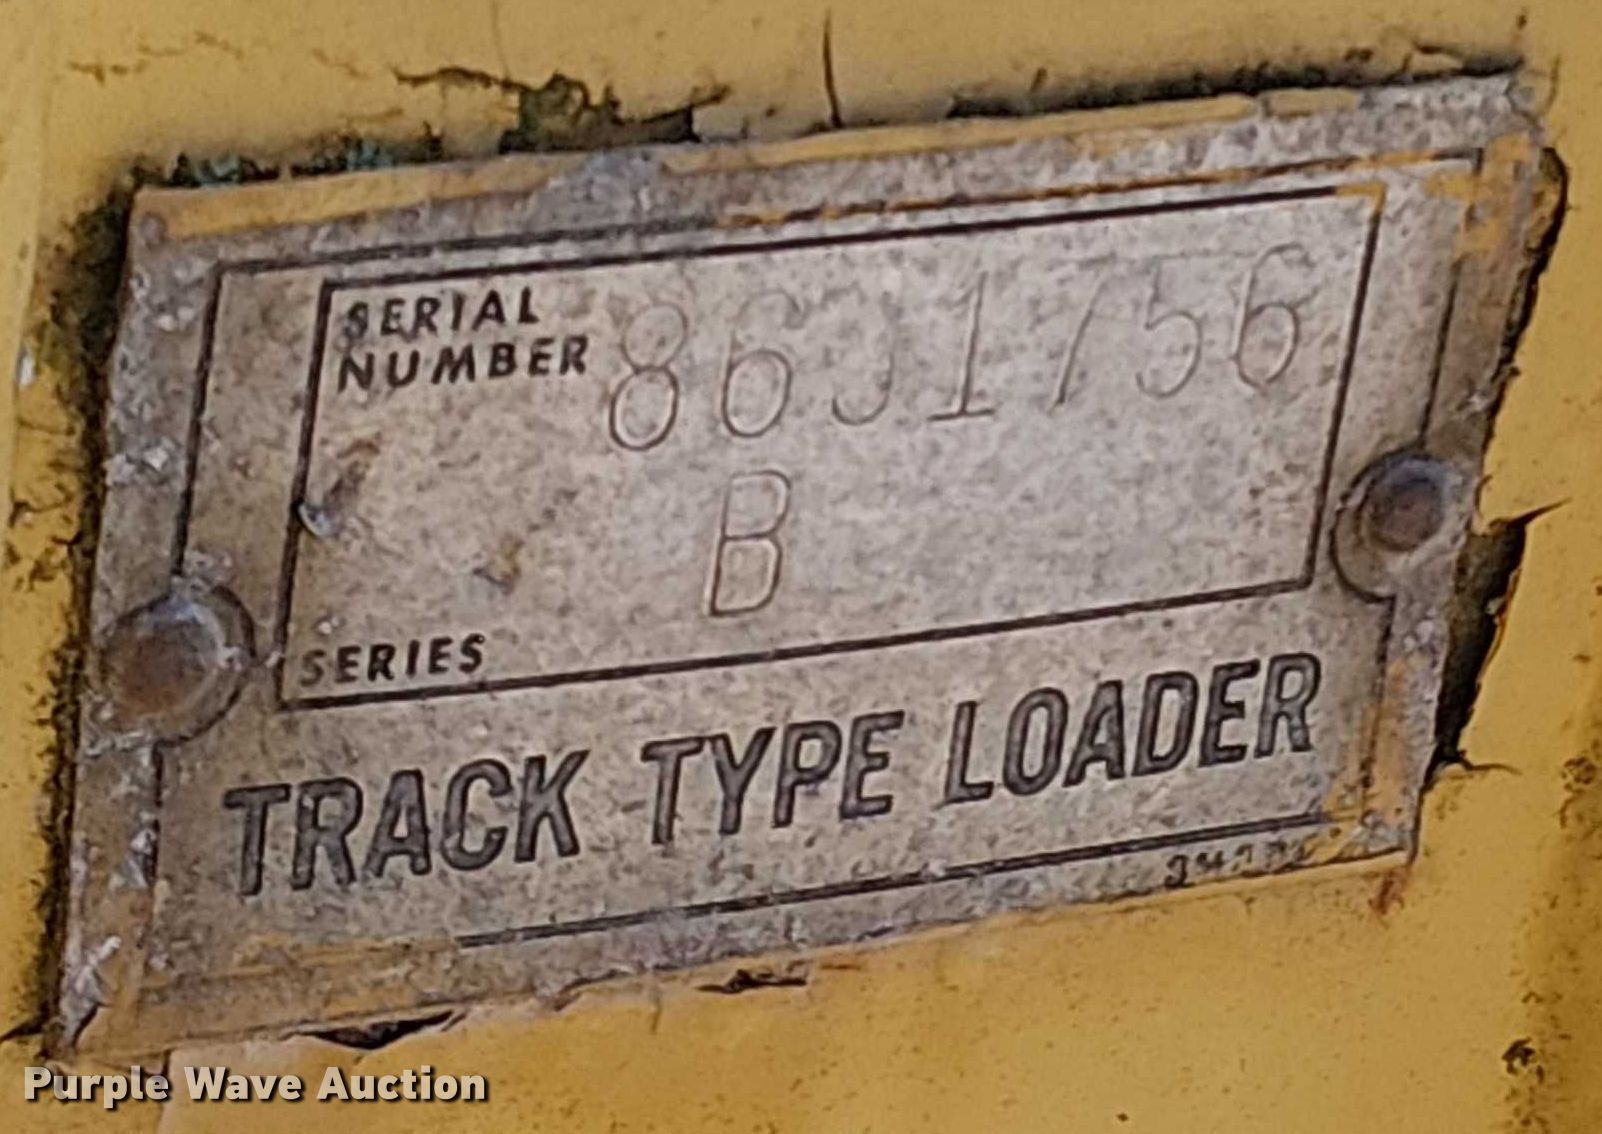 SERIAL
NUMBER 86J1756
B
SERIES
TRACK TYPE LOADER
Purple Wave Auction